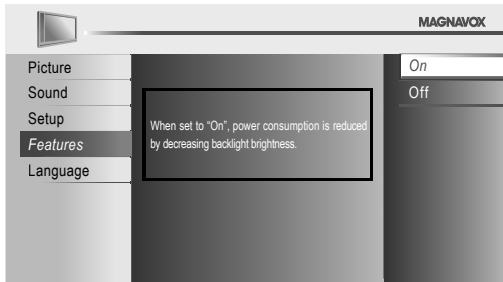 MAGNAVOX
Picture
Sound
Setup
Features
Language
When set to “On”, power consumption is reduced
by decreasing backlight brightness.
On
Off